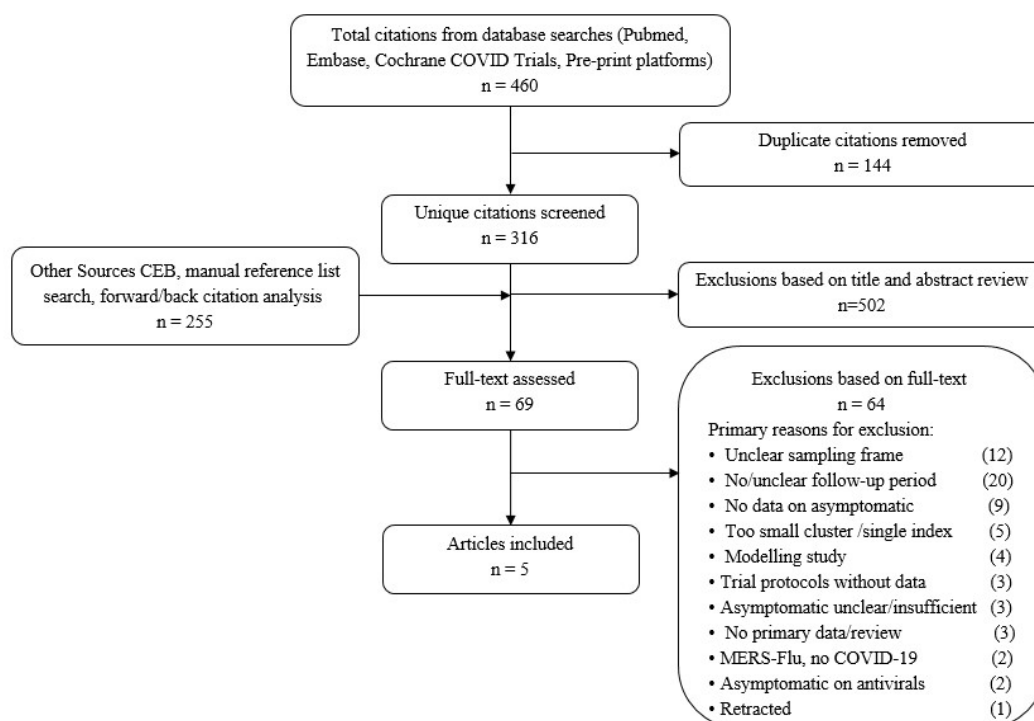 Total citations from database searches (Pubmed,
Embase, Cochrane COVID Trials, Pre-print platforms)
n = 460
Duplicate citations removed
n = 144
Unique citations screened
n = 316
Other Sources CEB, manual reference list
search, forward/back citation analysis
n = 255
Exclusions based on title and abstract review
n=502
Full-text assessed
n = 69
Exclusions based on full-text
n = 64
Primary reasons for exclusion:
• Unclear sampling frame (12)
• No/unclear follow-up period (20)
• No data on asymptomatic (9)
• Too small cluster /single index (5)
• Modelling study (4)
• Trial protocols without data (3)
• Asymptomatic unclear/insufficient (3)
• No primary data/review (3)
• MERS-Flu, no COVID-19 (2)
• Asymptomatic on antivirals (2)
• Retracted (1)
Articles included
n = 5